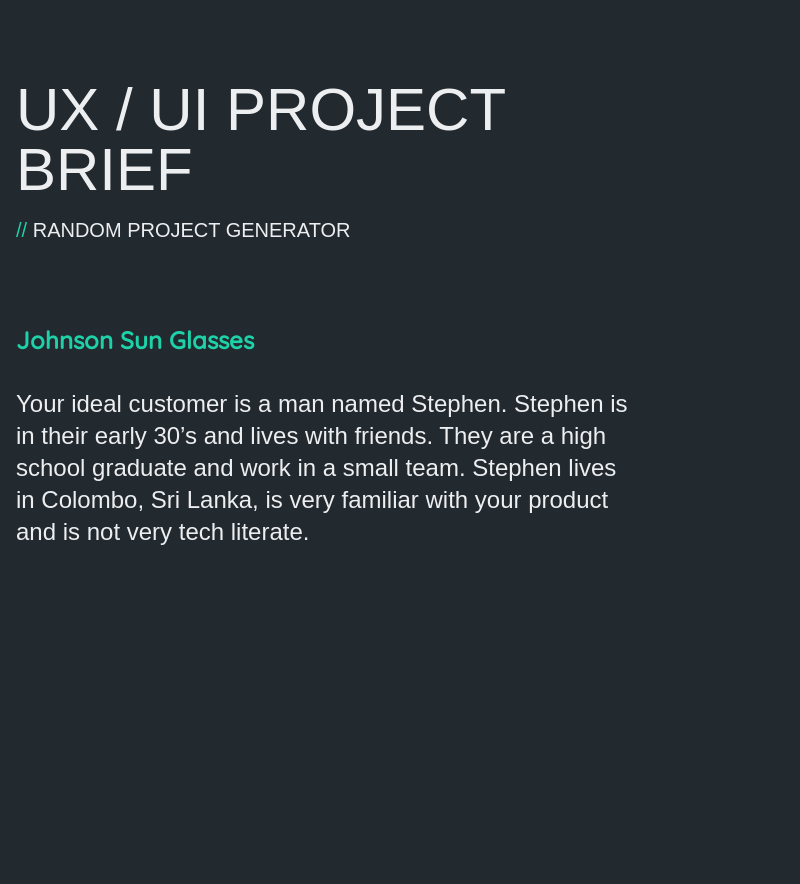 UX / UI PROJECT
BRIEF
// RANDOM PROJECT GENERATOR
Johnson Sun Glasses
Your ideal customer is a man named Stephen. Stephen is
in their early 30’s and lives with friends. They are a high
school graduate and work in a small team. Stephen lives
in Colombo, Sri Lanka, is very familiar with your product
and is not very tech literate.